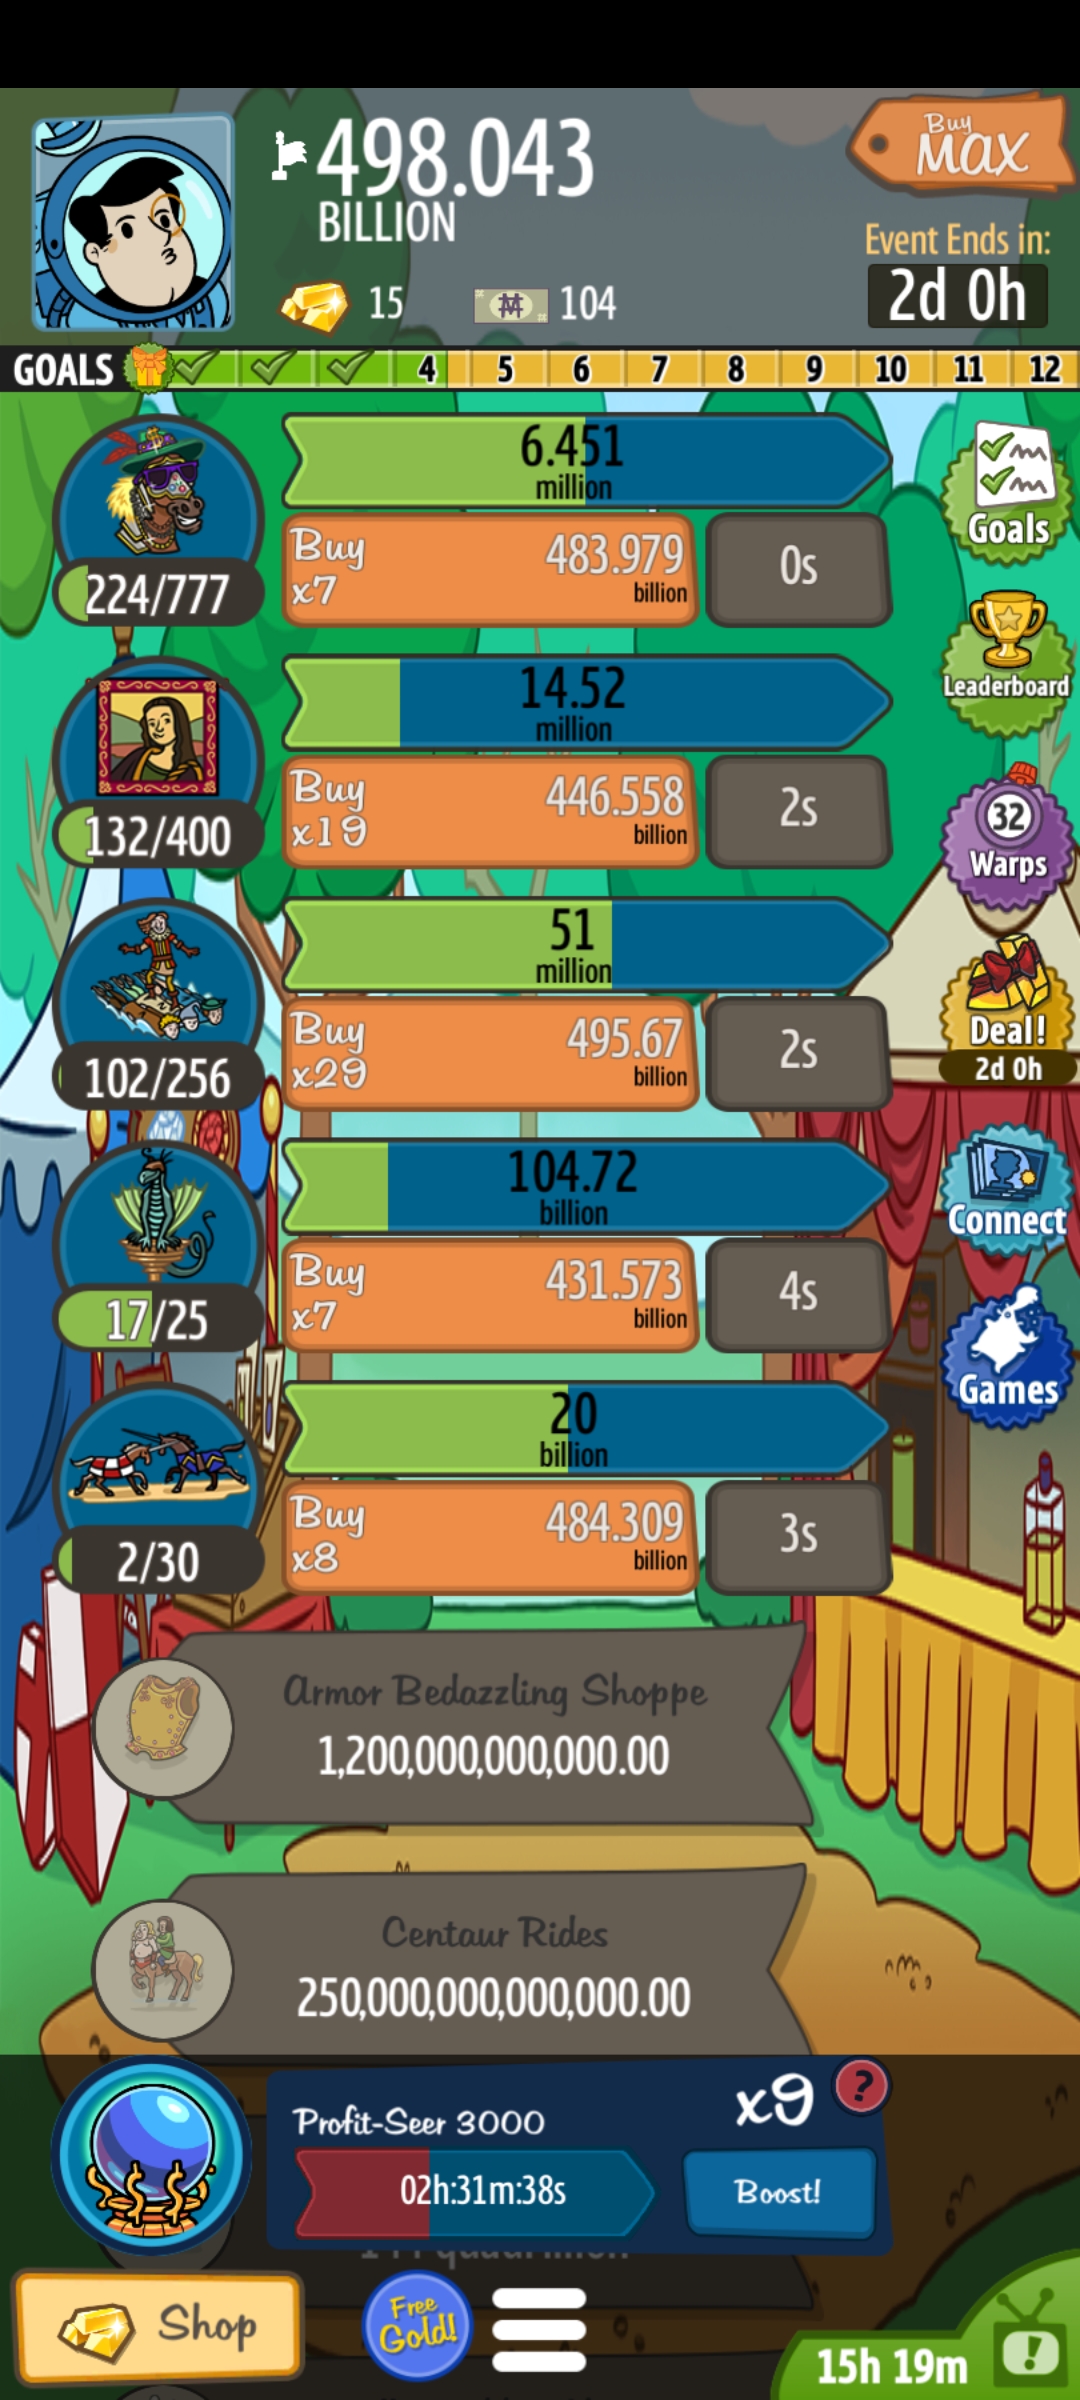 498.043
BILLION
Buy
MAX
Event Ends in:
2d 0h
15
104
GOALS 4 5 6 7 8 9 10 11 12
6.451
million
Buy
x7
483.979
billion
0s
224/777
Goals
Leaderboard
14.52
million
Buy
x19
446.558
billion
2s
132/400
32
Warps
51
million
Buy
x29
495.67
billion
2s
102/256
Deal!
2d 0h
104.72
billion
Buy
x7
431.573
billion
4s
17/25
Connect
Games
20
billion
Buy
x8
484.309
billion
3s
2/30
Armor Bedazzling Shoppe
1,200,000,000,000.00
Centaur Rides
250,000,000,000,000.00
Profit-Seer 3000
x9
?
02h:31m:38s
Boost!
Shop
Free
Gold!
15h 19m
!